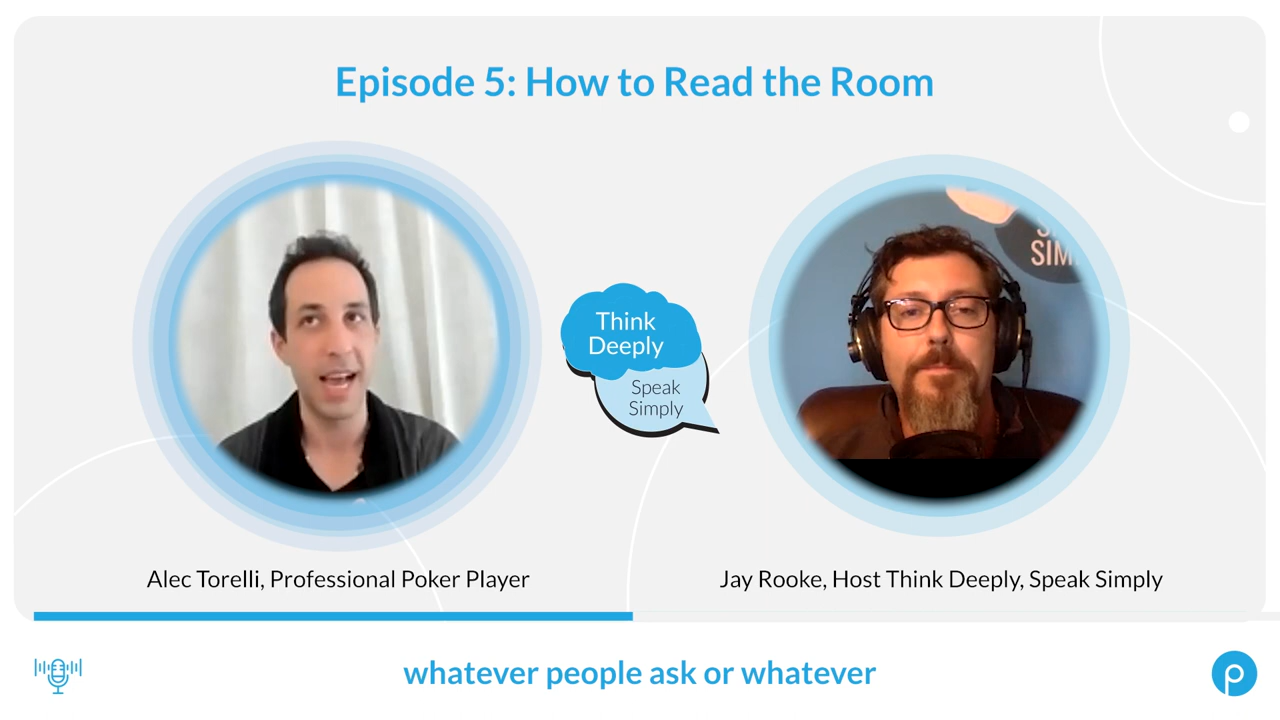 Episode 5: How to Read the Room
Think
Deeply
Speak
Simply
SIM
Alec Torelli, Professional Poker Player
Jay Rooke, Host Think Deeply, Speak Simply
whatever people ask or whatever